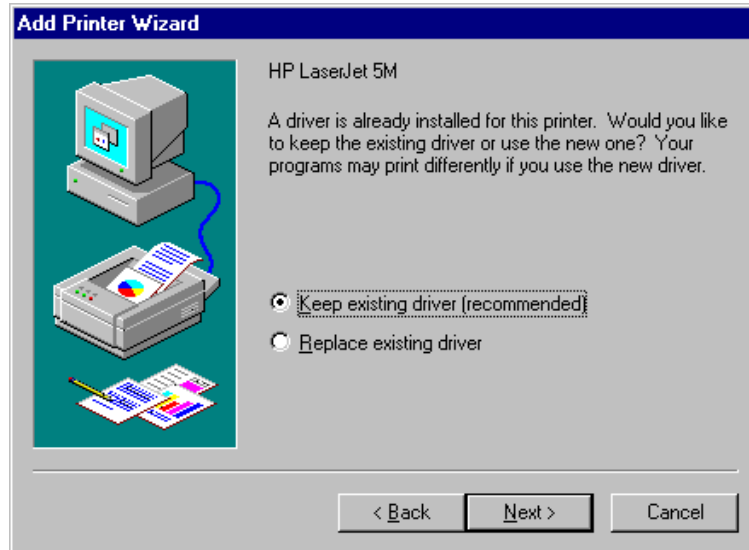 Add Printer Wizard
HP LaserJet 5M
A driver is already installed for this printer. Would you like
to keep the existing driver or use the new one? Your
programs may print differently if you use the new driver.
Keep existing driver (recommended)
Replace existing driver
< Back
Next >
Cancel